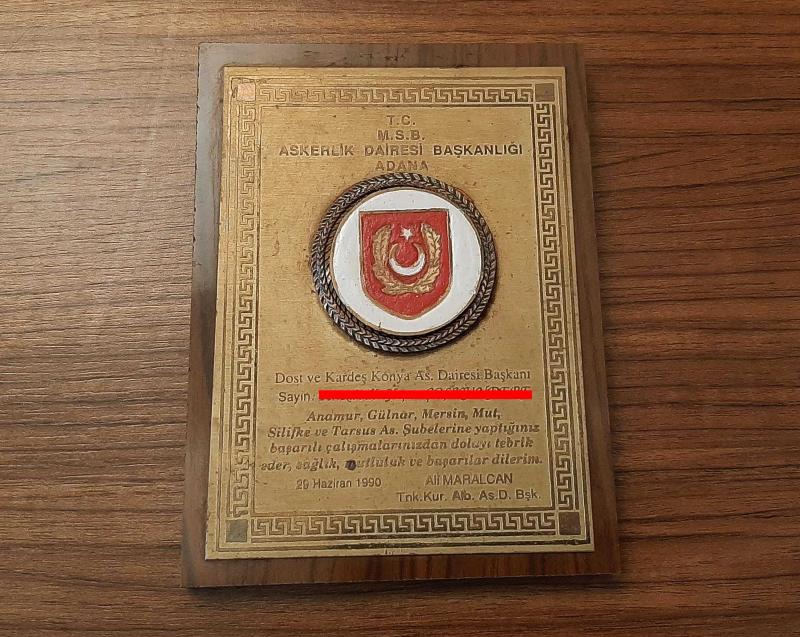 T.C.
M.S.B.
ASKERLİK DAİRESİ BAŞKANLIĞI
ADANA
Dost ve Kardeş Konya As. Dairesi Başkanı
Sayın
Anamur, Gülnar, Mersin, Mut,
Silifke ve Tarsus As. Şubelerine yaptığınız
başarılı çalışmalarınızdan dolayı tebrik
eder, sağlık, mutluluk ve başarılar dilerim.
29 Haziran 1990 Ali MARALCAN
Tnk.Kur. Alb. As.D. Bşk.